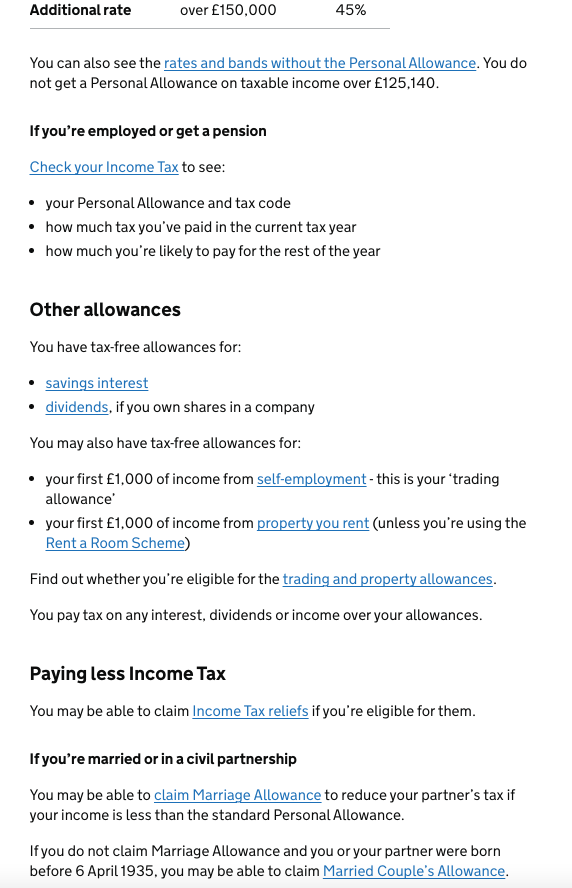 Additional rate over £150,000 45%
You can also see the rates and bands without the Personal Allowance. You do
not get a Personal Allowance on taxable income over £125,140.
If you’re employed or get a pension
Check your Income Tax to see:
• your Personal Allowance and tax code
• how much tax you’ve paid in the current tax year
• how much you’re likely to pay for the rest of the year
Other allowances
You have tax-free allowances for:
• savings interest
• dividends, if you own shares in a company
You may also have tax-free allowances for:
• your first £1,000 of income from self-employment - this is your ‘trading
allowance’
• your first £1,000 of income from property you rent (unless you’re using the
Rent a Room Scheme)
Find out whether you’re eligible for the trading and property allowances.
You pay tax on any interest, dividends or income over your allowances.
Paying less Income Tax
You may be able to claim Income Tax reliefs if you’re eligible for them.
If you’re married or in a civil partnership
You may be able to claim Marriage Allowance to reduce your partner’s tax if
your income is less than the standard Personal Allowance.
If you do not claim Marriage Allowance and you or your partner were born
before 6 April 1935, you may be able to claim Married Couple’s Allowance.